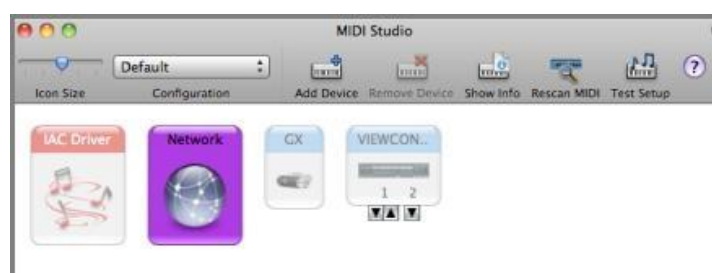 MIDI Studio
Default
Icon Size Configuration Add Device Remove Device Show Info Rescan MIDI Test Setup ?
IAC Driver Network GX VIEWCON..
1 2